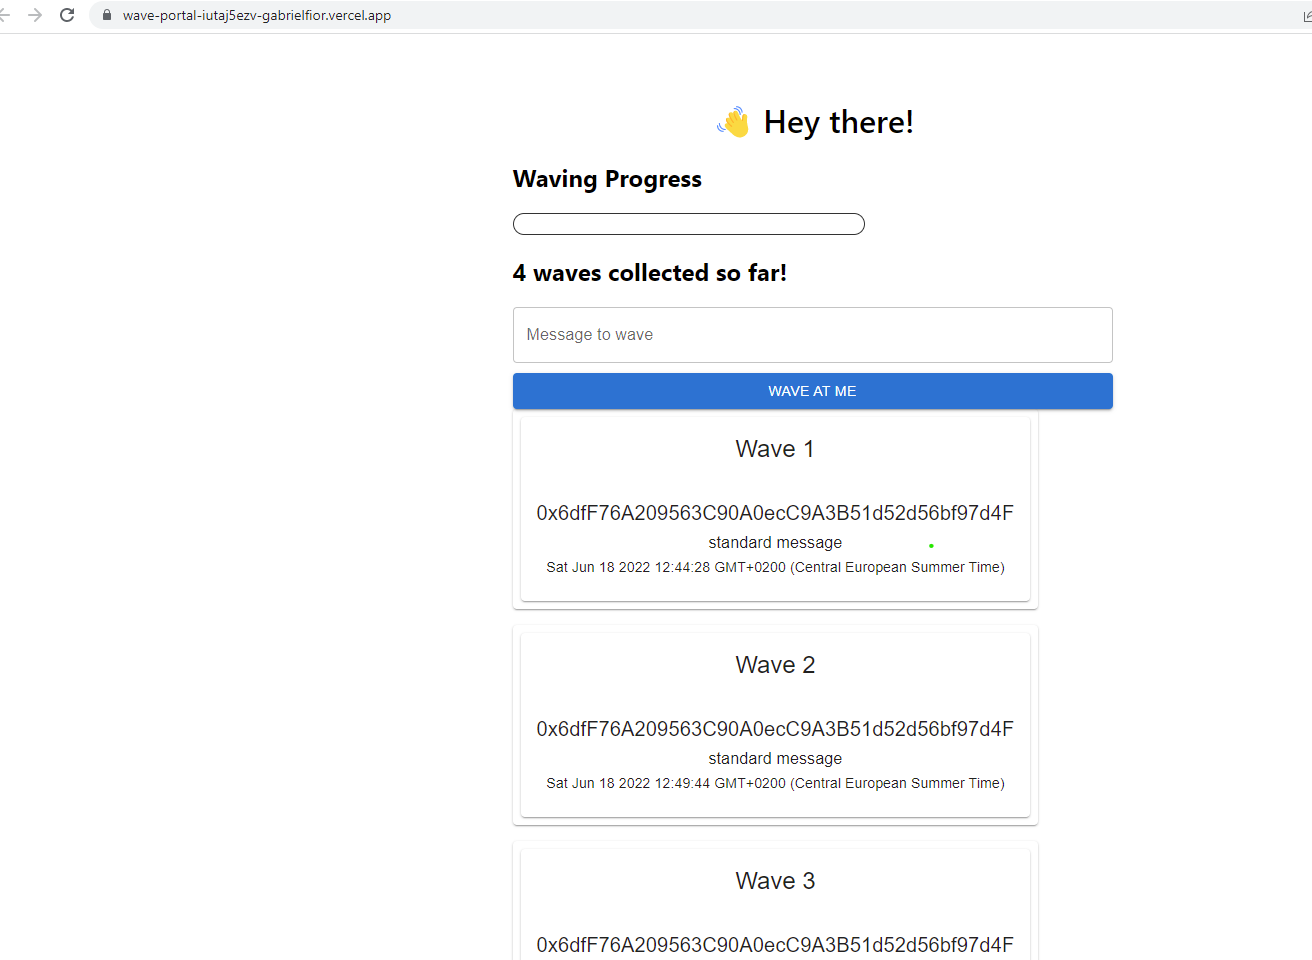 wave-portal-iutaj5ezv-gabrielfior.vercel.app
👋 Hey there!
Waving Progress
4 waves collected so far!
Message to wave
WAVE AT ME
Wave 1
0x6dfF76A209563C90A0ecC9A3B51d52d56bf97d4F
standard message
Sat Jun 18 2022 12:44:28 GMT+0200 (Central European Summer Time)
Wave 2
0x6dfF76A209563C90A0ecC9A3B51d52d56bf97d4F
standard message
Sat Jun 18 2022 12:49:44 GMT+0200 (Central European Summer Time)
Wave 3
0x6dfF76A209563C90A0ecC9A3B51d52d56bf97d4F